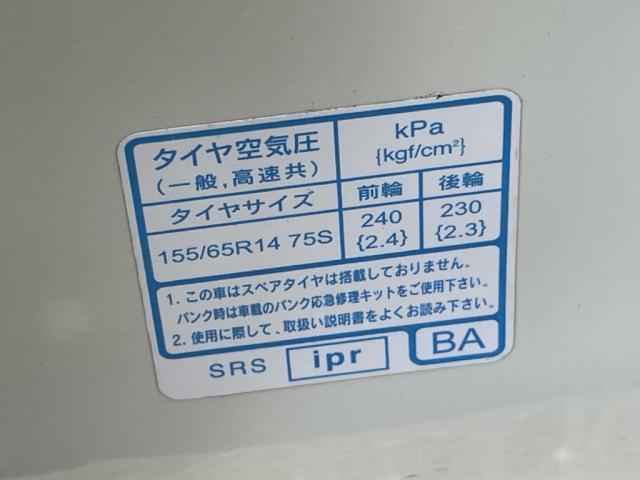 タイヤ空気圧
(一般,高速共)
kPa
{kgf/cm²}
タイヤサイズ 前輪 後輪
155/65R14 75S 240 {2.4} 230 {2.3}
1. この車はスペアタイヤは搭載しておりません。
パンク時は車載のパンク応急修理キットをご使用下さい。
2. 使用に際して、取扱い説明書をよくお読み下さい。
SRS ipr BA